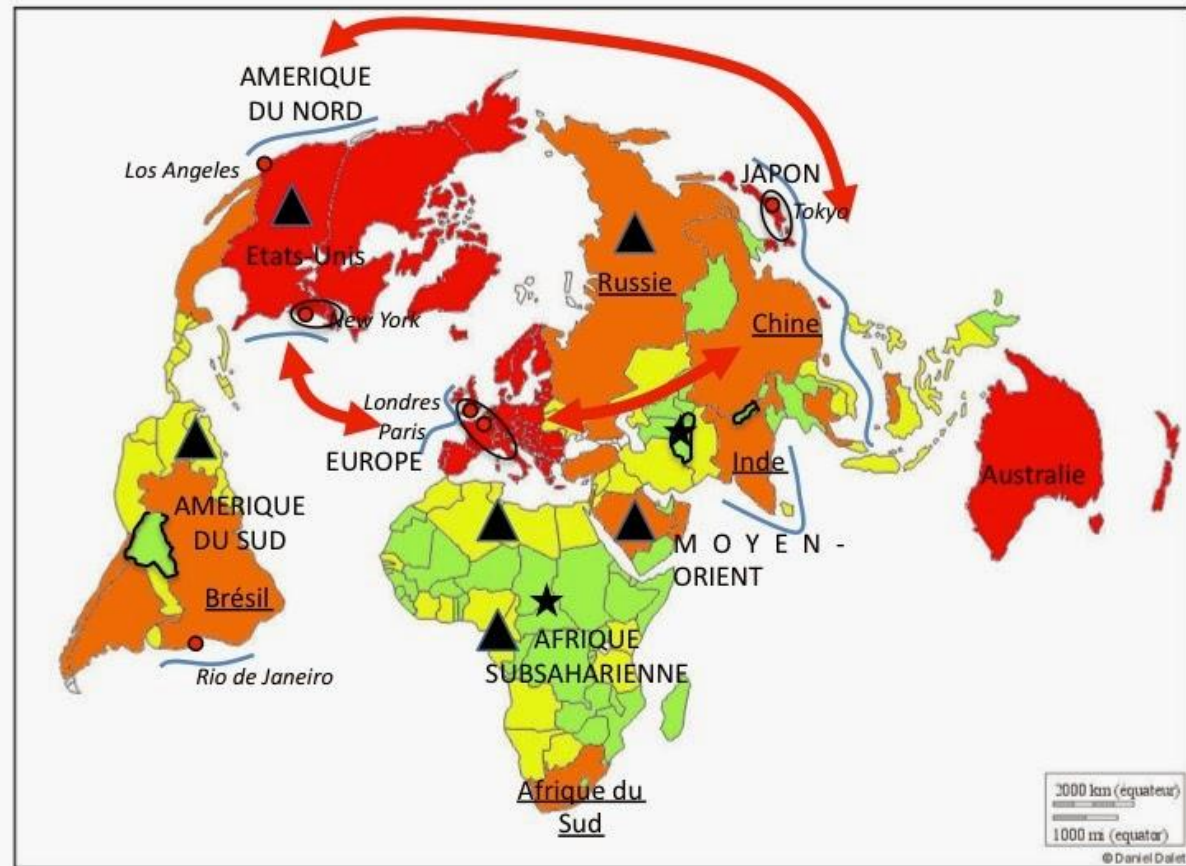 AMERIQUE
DU NORD
Los Angeles
JAPON
Tokyo
Etats-Unis
Russie
New York
Chine
Londres
Paris
EUROPE
Inde
Australie
AMERIQUE
DU SUD
MOYEN-
ORIENT
Brésil
AFRIQUE
SUBSAHARIENNE
Rio de Janeiro
Afrique du
Sud
2000 km (équateur)
1000 mi (equator)
©Daniel Dalet